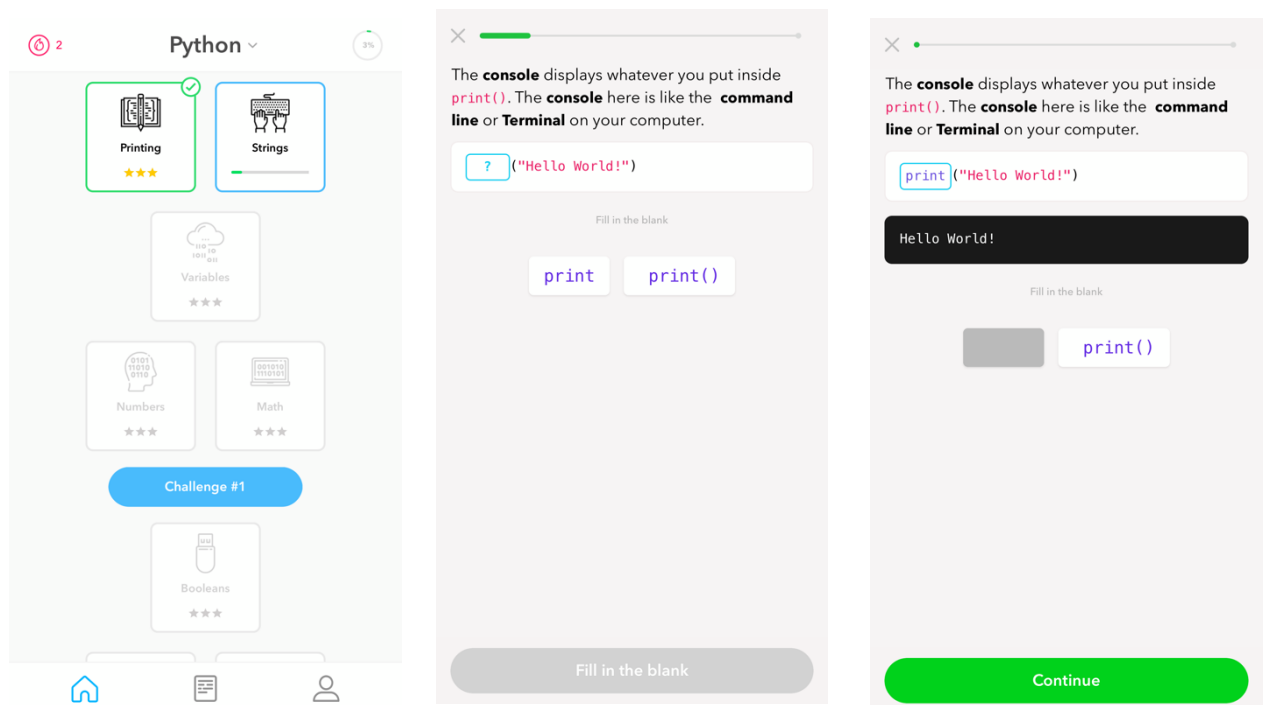 2
Python
3%
Printing
Strings
Variables
Numbers
Math
Challenge #1
Booleans
The console displays whatever you put inside
print(). The console here is like the command
line or Terminal on your computer.
?("Hello World!")
Fill in the blank
print
print()
Fill in the blank
The console displays whatever you put inside
print(). The console here is like the command
line or Terminal on your computer.
print("Hello World!")
Hello World!
Fill in the blank
print()
Continue